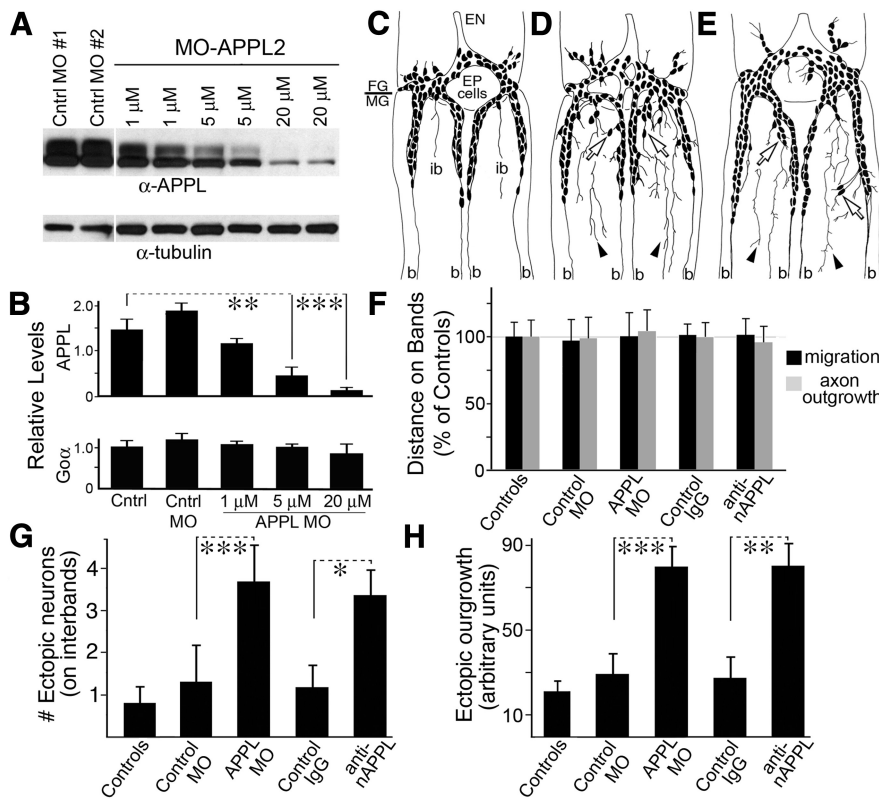 A
Cntrl MO #1
Cntrl MO #2
MO-APPL2
1 μM
1 μM
5 μM
5 μM
20 μM
20 μM
α-APPL
α-tubulin
B
Relative Levels
APPL
2.0
1.0
0
**
***
Goα
1.0
0
Cntrl
Cntrl
MO
1 μM
5 μM
20 μM
APPL MO
C
EN
FG
MG
EP
cells
ib
ib
b
b
D
b
b
b
E
b
b
b
b
F
Distance on Bands
(% of Controls)
100
50
0
migration
axon
outgrowth
Controls
Control
MO
APPL
MO
Control
IgG
anti-
nAPPL
G
# Ectopic neurons
(on interbands)
4
3
2
1
***
*
Controls
Control
MO
APPL
MO
Control
IgG
anti-
nAPPL
H
Ectopic ourgrowth
(arbitrary units)
90
50
10
***
**
Controls
Control
MO
APPL
MO
Control
IgG
anti-
nAPPL